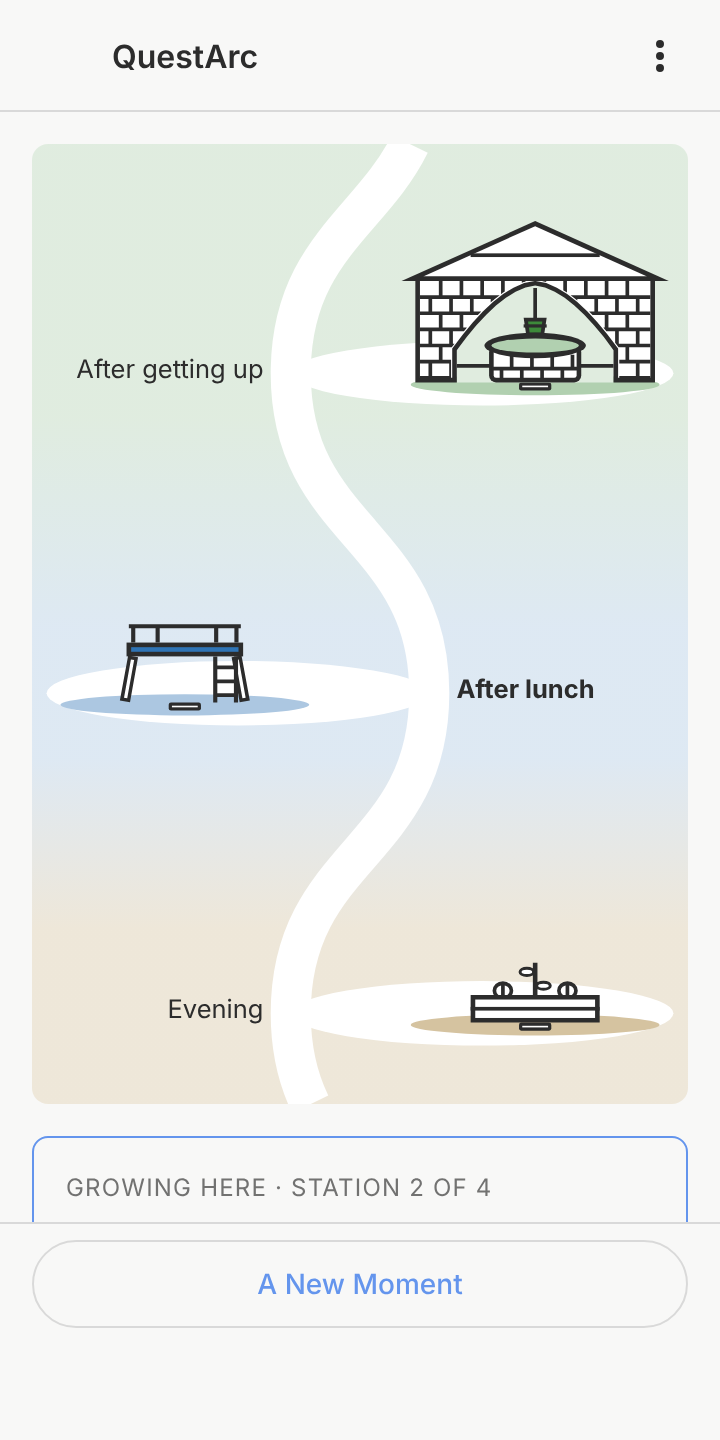 QuestArc
After getting up
After lunch
Evening
GROWING HERE · STATION 2 OF 4
A New Moment